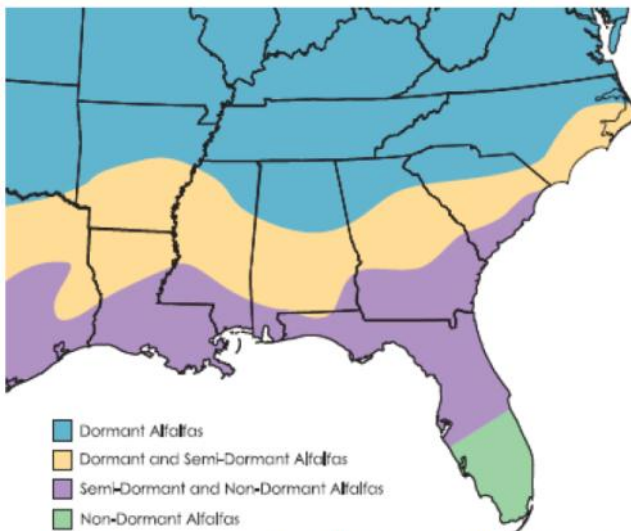 Dormant Alfalfas
Dormant and Semi-Dormant Alfalfas
Semi-Dormant and Non-Dormant Alfalfas
Non-Dormant Alfalfas